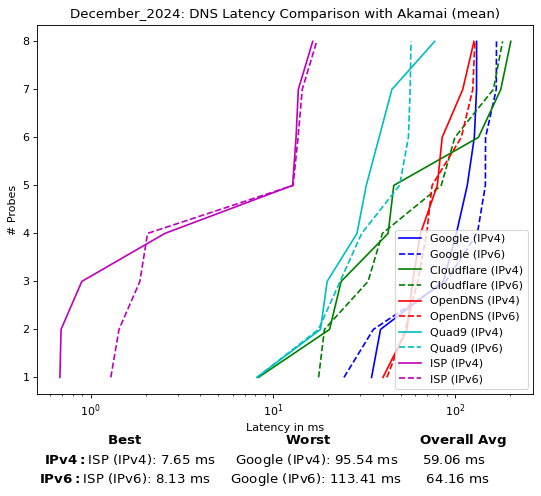 December_2024: DNS Latency Comparison with Akamai (mean)
8
7
6
5
4
3
2
1
# Probes
Google (IPv4)
Google (IPv6)
Cloudflare (IPv4)
Cloudflare (IPv6)
OpenDNS (IPv4)
OpenDNS (IPv6)
Quad9 (IPv4)
Quad9 (IPv6)
ISP (IPv4)
ISP (IPv6)
10⁰ 10¹ 10²
Latency in ms
Best Worst Overall Avg
IPv4: ISP (IPv4): 7.65 ms Google (IPv4): 95.54 ms 59.06 ms
IPv6: ISP (IPv6): 8.13 ms Google (IPv6): 113.41 ms 64.16 ms